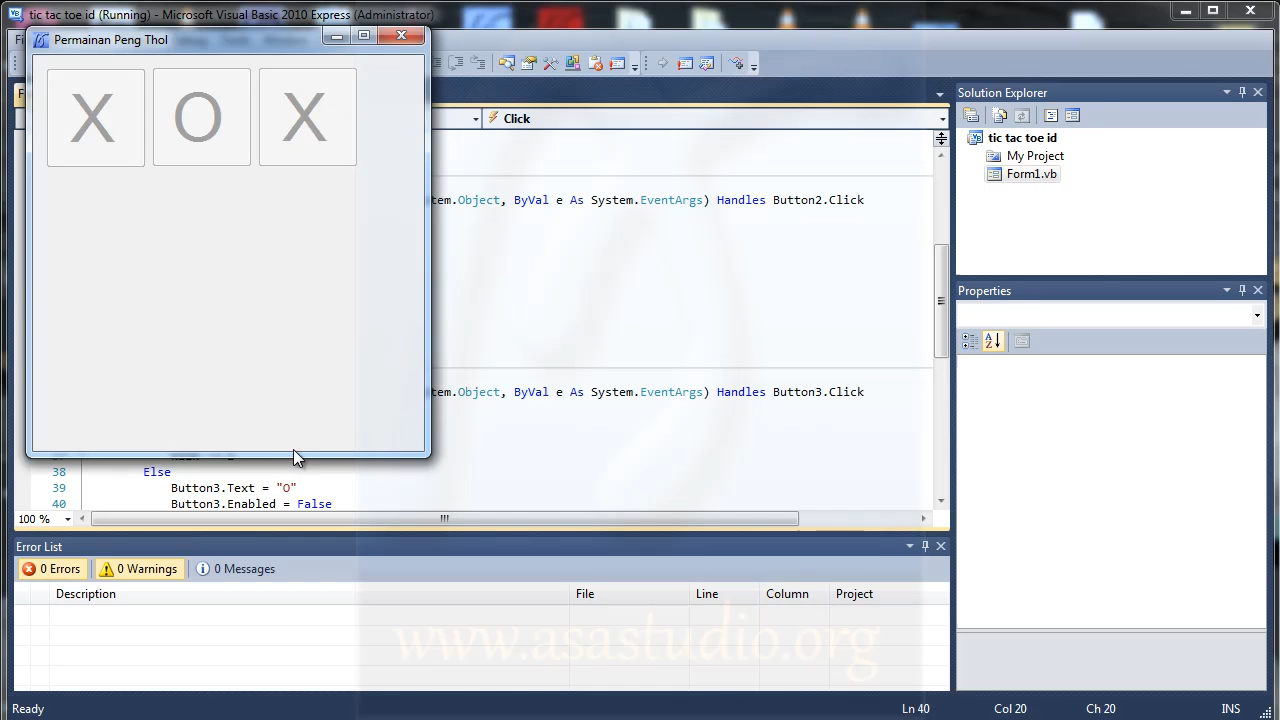 tic tac toe id (Running) - Microsoft Visual Basic 2010 Express (Administrator)
Permainan Peng Thol
X O X
Click
tem.Object, ByVal e As System.EventArgs) Handles Button2.Click
tem.Object, ByVal e As System.EventArgs) Handles Button3.Click
38 Else
39 Button3.Text = "O"
40 Button3.Enabled = False
100 %
Solution Explorer
tic tac toe id
My Project
Form1.vb
Properties
Error List
0 Errors
0 Warnings
0 Messages
Description File Line Column Project
www.asastudio.org
Ready Ln 40 Col 20 Ch 20 INS